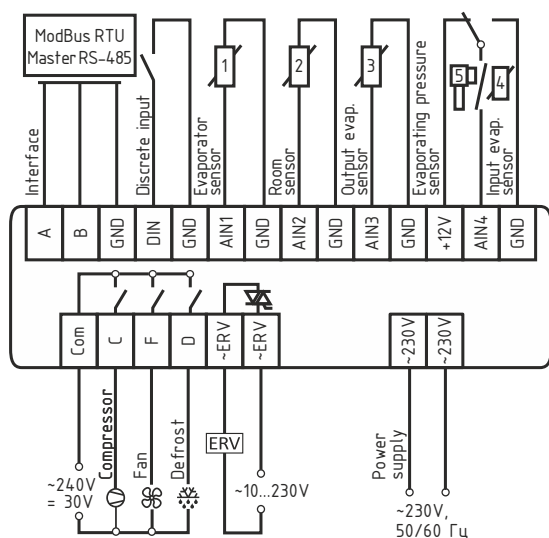 ModBus RTU
Master RS-485
Interface
Discrete input
Evaporator
sensor
1
Room
sensor
2
Output evap.
sensor
3
Evaporating pressure
sensor
5
4
Input evap.
sensor
A
B
GND
DIN
GND
AIN1
GND
AIN2
GND
AIN3
GND
+12V
AIN4
GND
Com
C
F
D
~ERV
~ERV
~230V
~230V
Compressor
Fan
Defrost
ERV
Power
supply
~240V
= 30V
~10...230V
~230V,
50/60 Гц